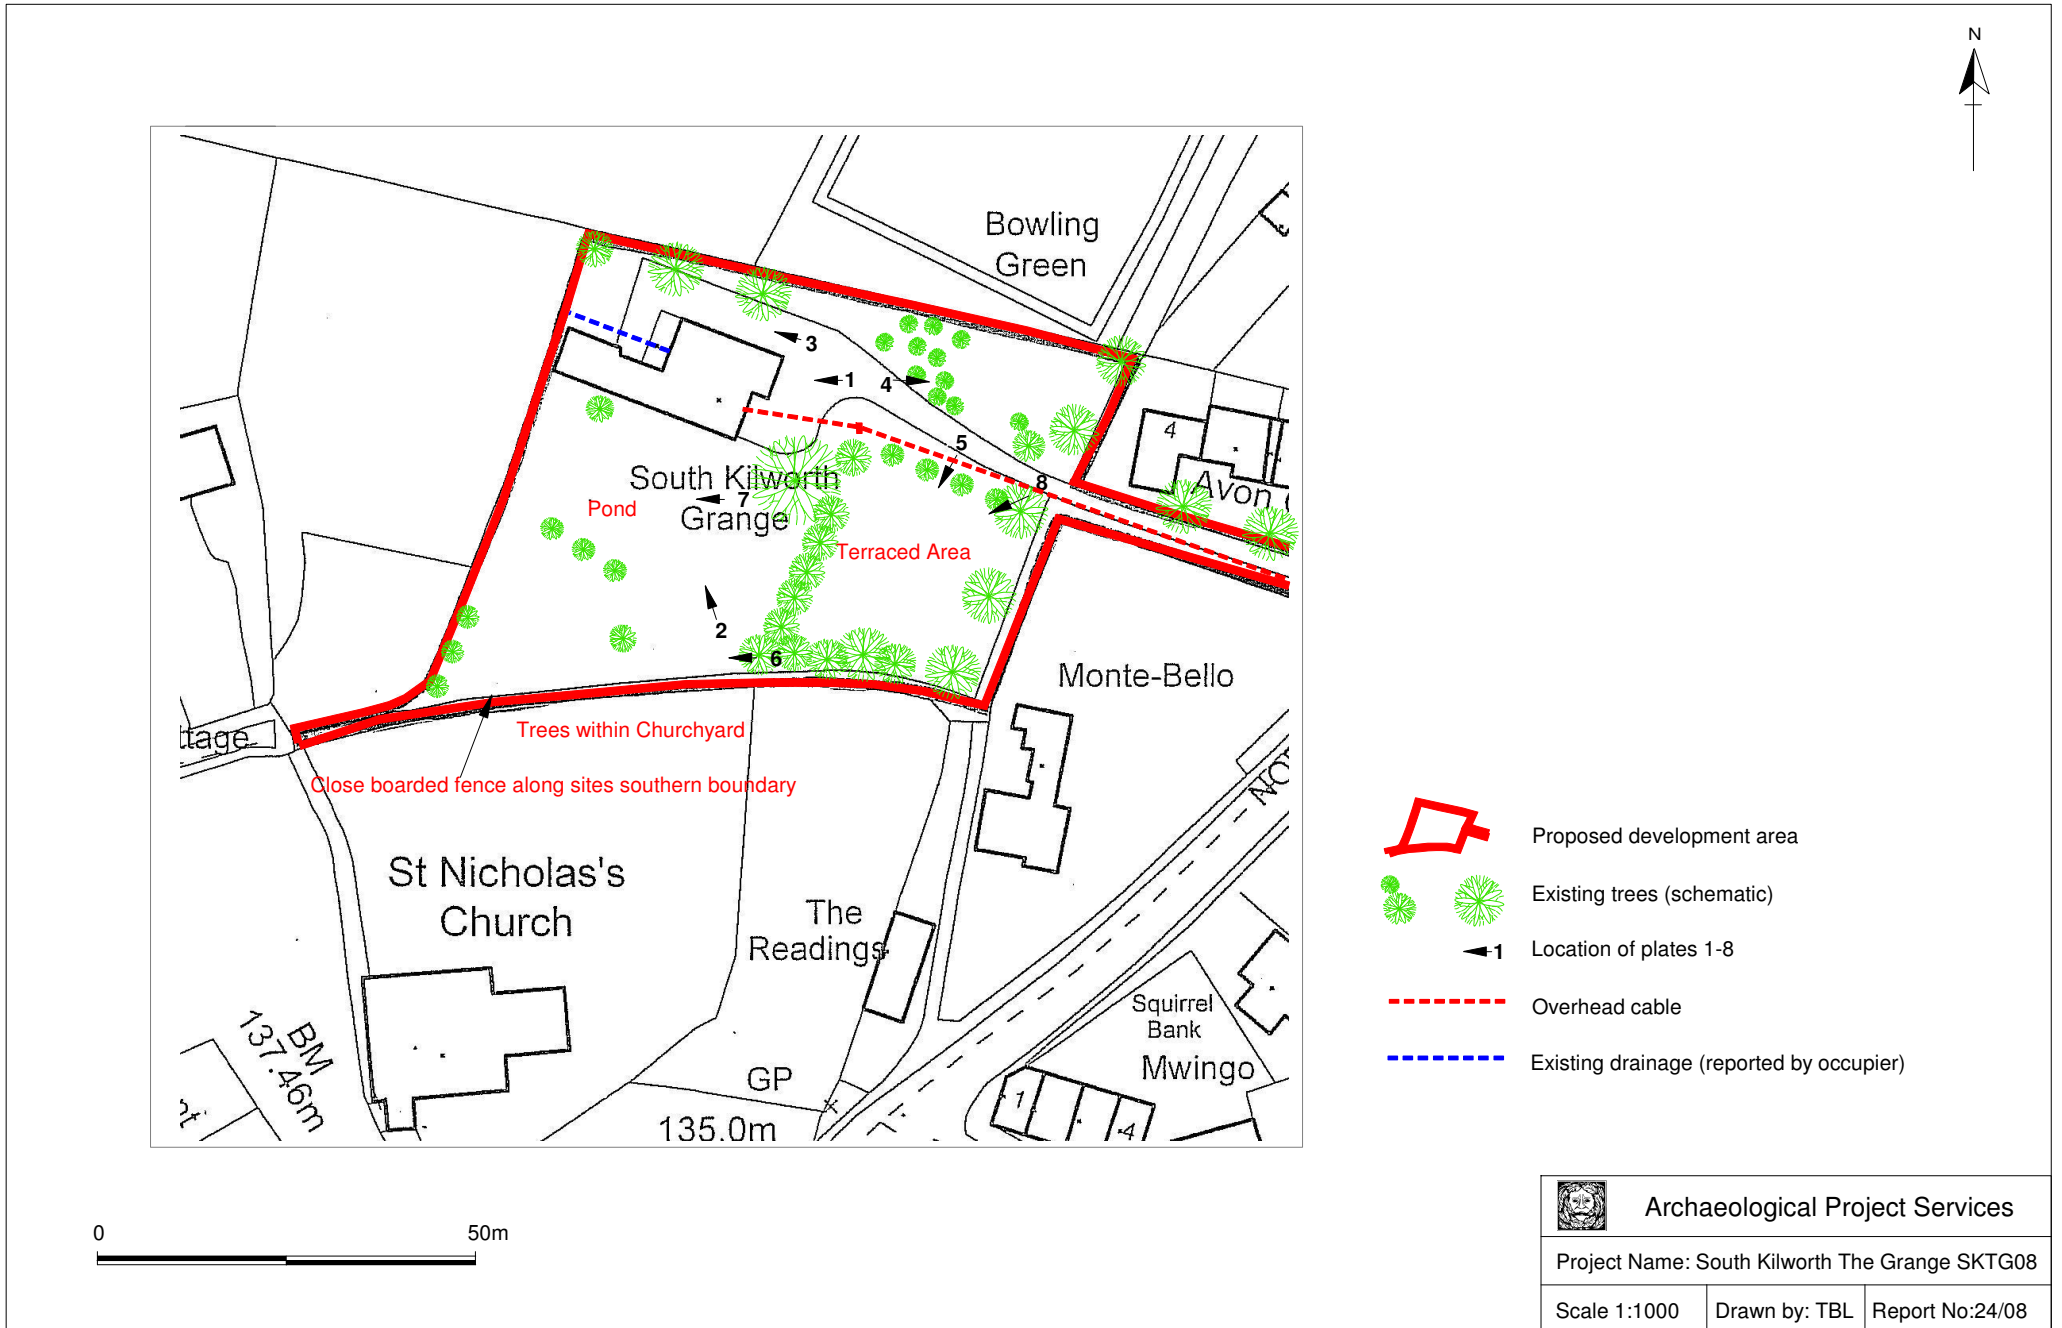 N
Bowling
Green
3
1
4
5
4
Avon
South Kilworth
Grange
7
8
Pond
Terraced Area
2
6
Monte-Bello
ttage
Trees within Churchyard
Close boarded fence along sites southern boundary
St Nicholas's
Church
The
Readings
Squirrel
Bank
Mwingo
BM
137.46m
GP
135.0m
1
4
Proposed development area
Existing trees (schematic)
1
Location of plates 1-8
Overhead cable
Existing drainage (reported by occupier)
0
50m
Archaeological Project Services
Project Name: South Kilworth The Grange SKTG08
Scale 1:1000
Drawn by: TBL
Report No:24/08